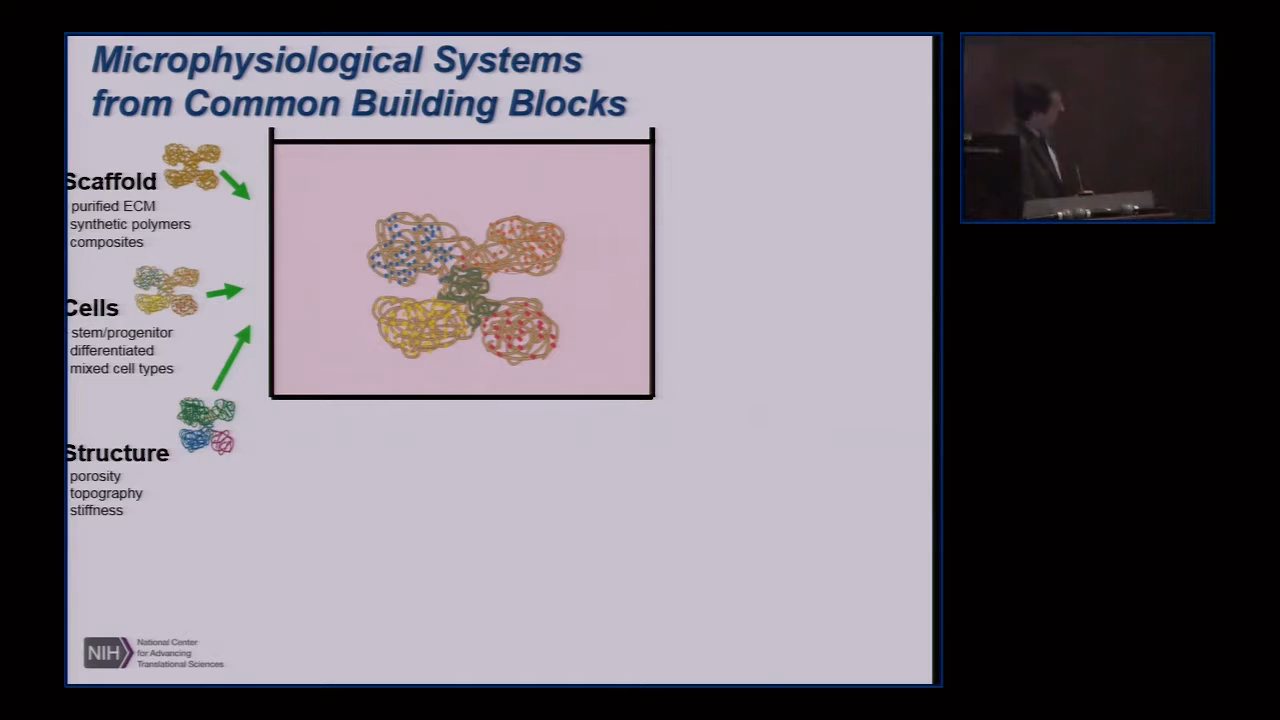 Microphysiological Systems
from Common Building Blocks
Scaffold
purified ECM
synthetic polymers
composites
Cells
stem/progenitor
differentiated
mixed cell types
Structure
porosity
topography
stiffness
NIH
National Center
for Advancing
Translational Sciences